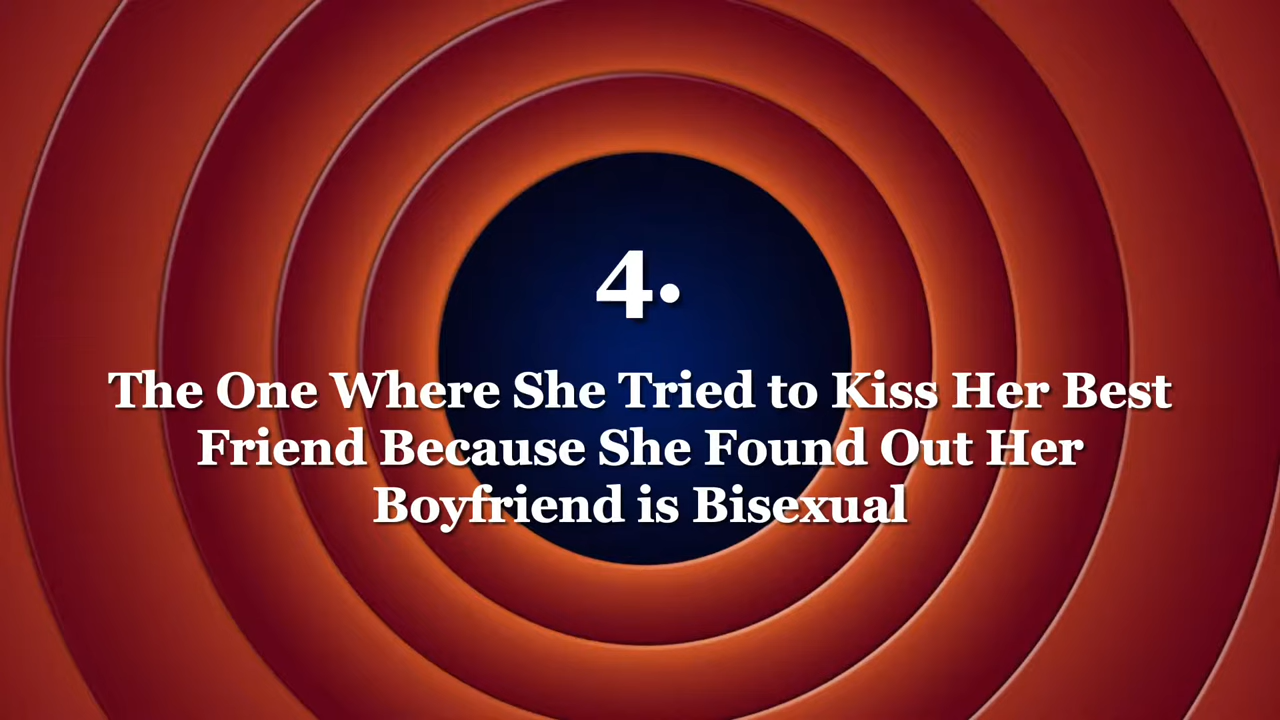 4.
The One Where She Tried to Kiss Her Best
Friend Because She Found Out Her
Boyfriend is Bisexual